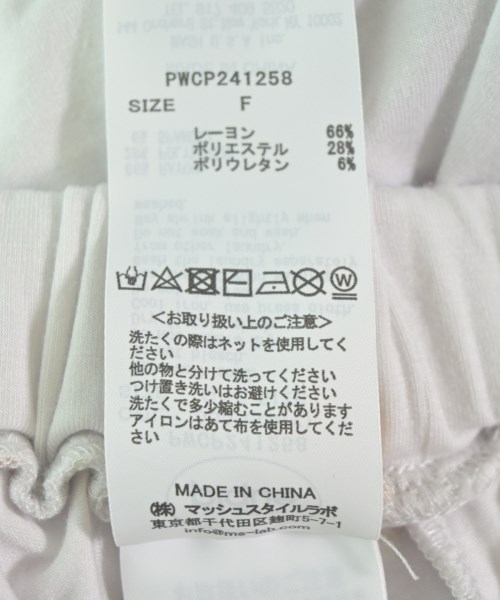 PWCP241258
SIZE F
レーヨン 66%
ポリエステル 28%
ポリウレタン 6%
W
<お取り扱い上のご注意>
洗たくの際はネットを使用してく
ださい
他の物と分けて洗ってください
つけ置き洗いはお避けください
洗たくで多少縮むことがあります
アイロンはあて布を使用してくだ
さい
MADE IN CHINA
㈱ マッシュスタイルラボ
東京都千代田区麹町5-7-1
info@ms-lab.com